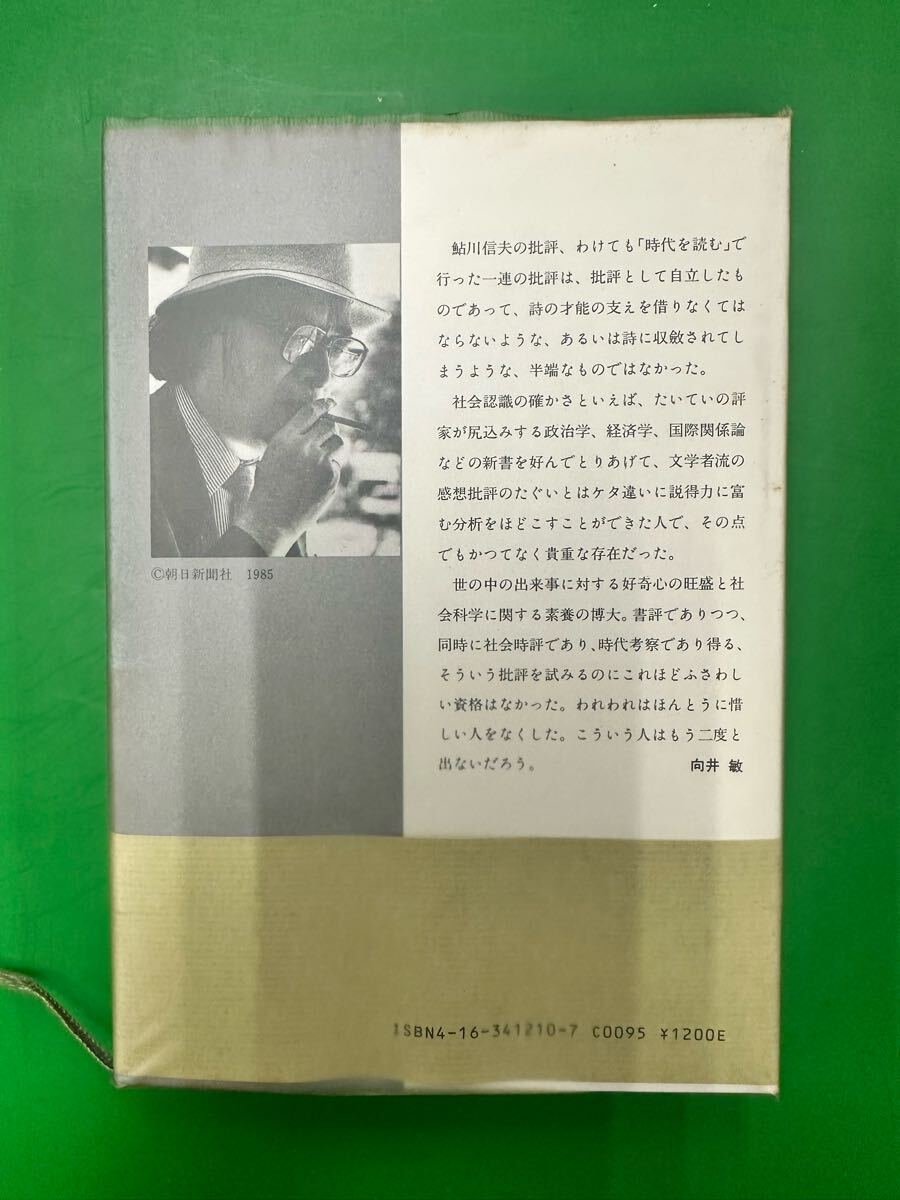 鮎川信夫の批評、わけても「時代を読む」で
行った一連の批評は、批評として自立したも
のであって、詩の才能の支えを借りなくては
ならないような、あるいは詩に収斂されてし
まうような、半端なものではなかった。
社会認識の確かさといえば、たいていの評
家が尻込みする政治学、経済学、国際関係論
などの新書を好んでとりあげて、文学者流の
感想批評のたぐいとはケタ違いに説得力に富
む分析をほどこすことができた人で、その点
でもかつてなく貴重な存在だった。
世の中の出来事に対する好奇心の旺盛と社
会科学に関する素養の博大。書評でありつつ、
同時に社会時評であり、時代考察であり得る、
そういう批評を試みるのにこれほどふさわし
い資格はなかった。われわれはほんとうに惜
しい人をなくした。こういう人はもう二度と
出ないだろう。 向井 敏
©朝日新聞社 1985
ISBN4-16-341210-7 C0095 ¥1200E